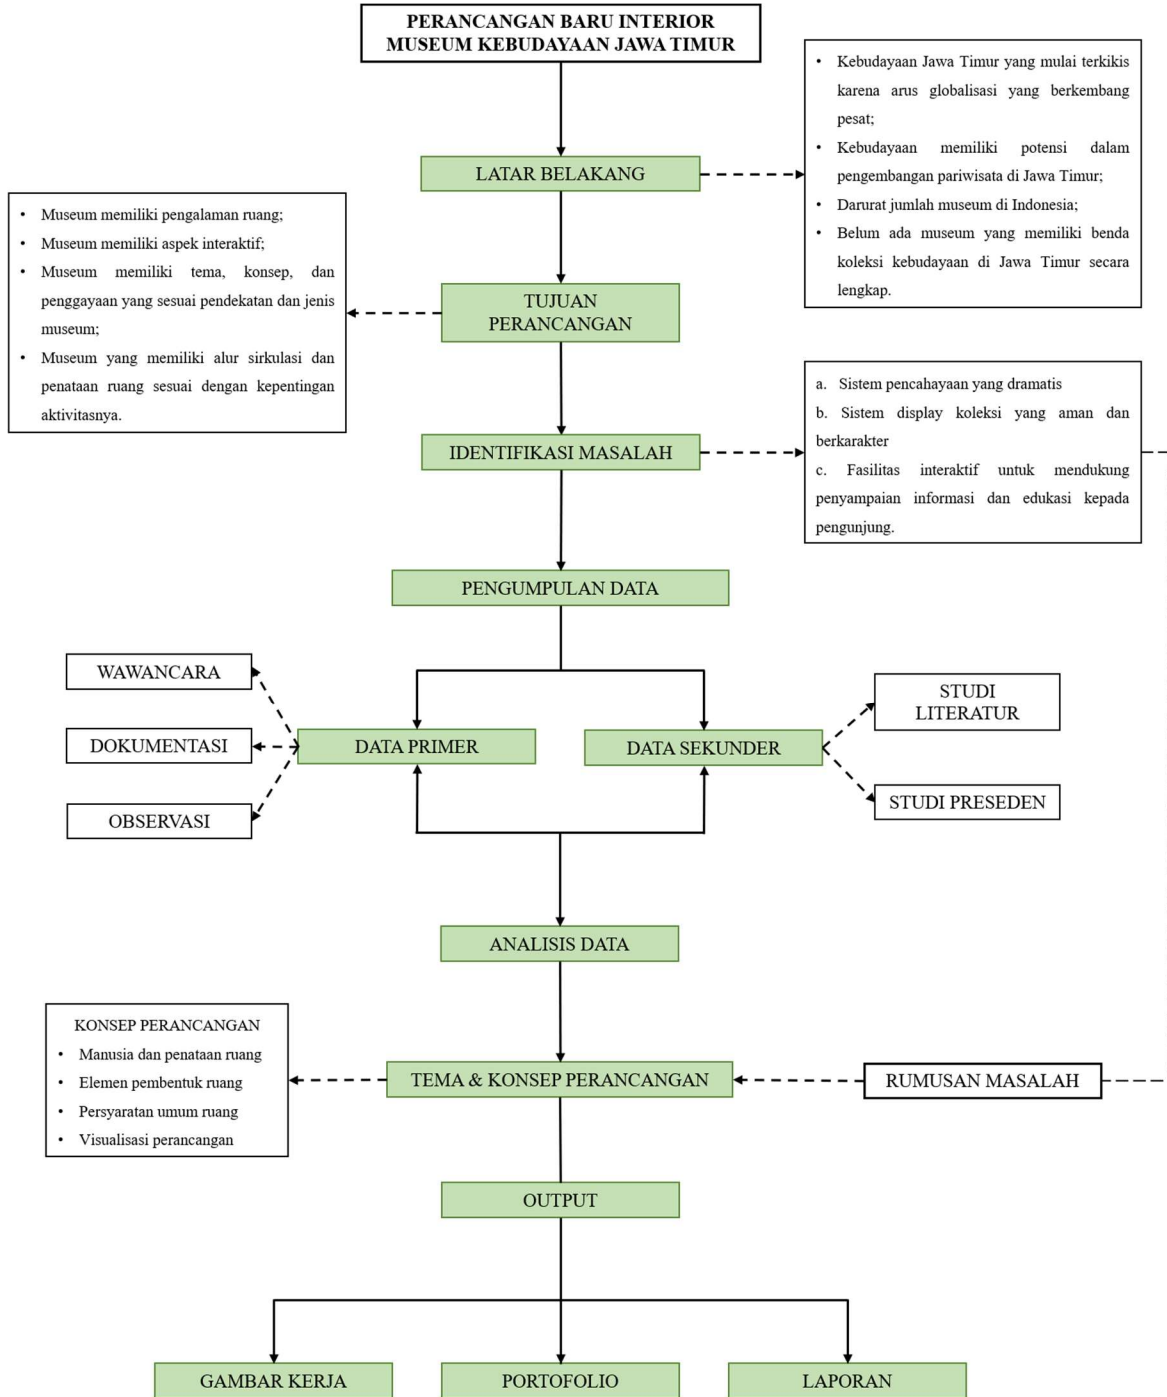 PERANCANGAN BARU INTERIOR
MUSEUM KEBUDAYAAN JAWA TIMUR
• Kebudayaan Jawa Timur yang mulai terkikis
karena arus globalisasi yang berkembang
pesat;
• Kebudayaan memiliki potensi dalam
pengembangan pariwisata di Jawa Timur;
• Darurat jumlah museum di Indonesia;
• Belum ada museum yang memiliki benda
koleksi kebudayaan di Jawa Timur secara
lengkap.
LATAR BELAKANG
• Museum memiliki pengalaman ruang;
• Museum memiliki aspek interaktif;
• Museum memiliki tema, konsep, dan
penggayaan yang sesuai pendekatan dan jenis
museum;
• Museum yang memiliki alur sirkulasi dan
penataan ruang sesuai dengan kepentingan
aktivitasnya.
TUJUAN
PERANCANGAN
a. Sistem pencahayaan yang dramatis
b. Sistem display koleksi yang aman dan
berkarakter
c. Fasilitas interaktif untuk mendukung
penyampaian informasi dan edukasi kepada
pengunjung.
IDENTIFIKASI MASALAH
PENGUMPULAN DATA
WAWANCARA
DOKUMENTASI
OBSERVASI
DATA PRIMER
DATA SEKUNDER
STUDI
LITERATUR
STUDI PRESEDEN
ANALISIS DATA
KONSEP PERANCANGAN
• Manusia dan penataan ruang
• Elemen pembentuk ruang
• Persyaratan umum ruang
• Visualisasi perancangan
TEMA & KONSEP PERANCANGAN
RUMUSAN MASALAH
OUTPUT
GAMBAR KERJA
PORTOFOLIO
LAPORAN